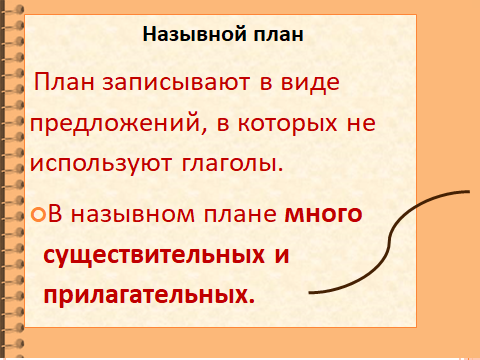 Назывной план
План записывают в виде
предложений, в которых не
используют глаголы.
В назывном плане много
существительных и
прилагательных.